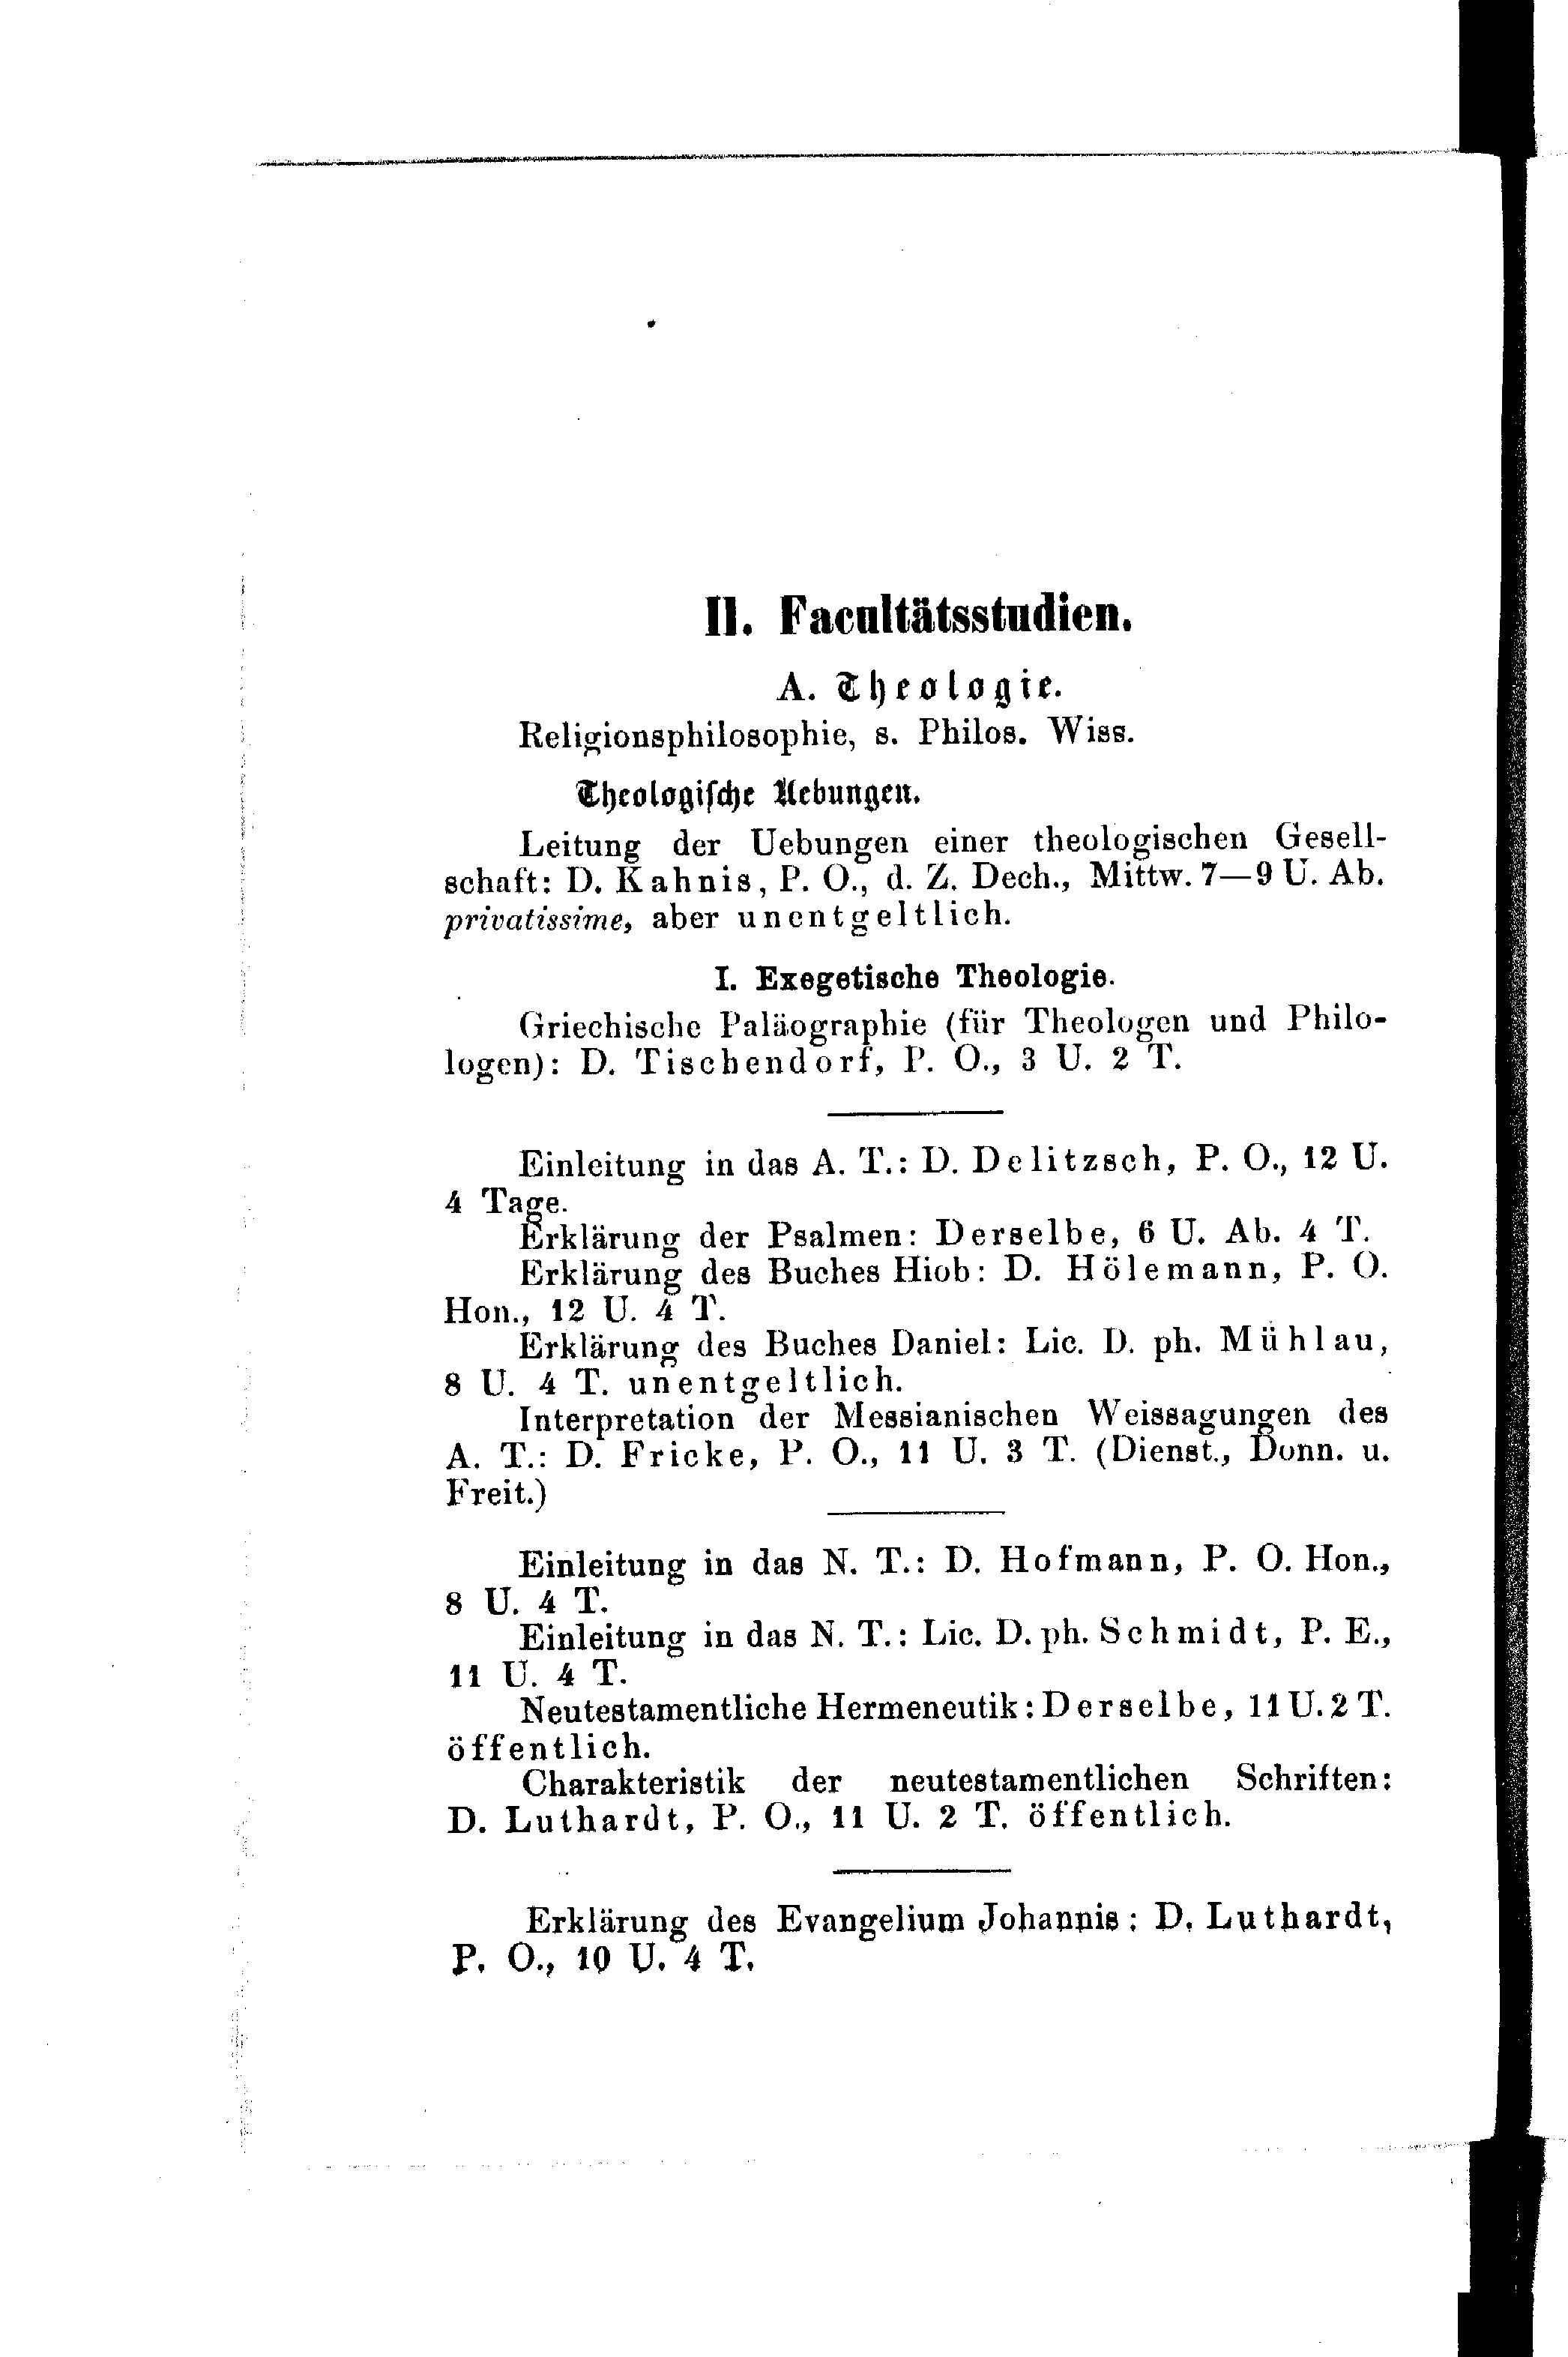 II. Facultätsstudien.
A. Theologie.
Religionsphilosophie, s. Philos. Wiss.
Theologische Uebungen.
Leitung der Uebungen einer theologischen Gesell-
schaft: D. Kahnis, P. O., d. Z. Dech., Mittw. 7—9 U. Ab.
privatissime, aber unentgeltlich.
I. Exegetische Theologie.
Griechische Paläographie (für Theologen und Philo-
logen): D. Tischendorf, P. O., 3 U. 2 T.
Einleitung in das A. T.: D. Delitzsch, P. O., 12 U.
4 Tage.
Erklärung der Psalmen: Derselbe, 6 U. Ab. 4 T.
Erklärung des Buches Hiob: D. Hölemann, P. O.
Hon., 12 U. 4 T.
Erklärung des Buches Daniel: Lic. D. ph. Mühlau,
8 U. 4 T. unentgeltlich.
Interpretation der Messianischen Weissagungen des
A. T.: D. Fricke, P. O., 11 U. 3 T. (Dienst., Donn. u.
Freit.)
Einleitung in das N. T.: D. Hofmann, P. O. Hon.,
8 U. 4 T.
Einleitung in das N. T.: Lic. D. ph. Schmidt, P. E.,
11 U. 4 T.
Neutestamentliche Hermeneutik: Derselbe, 11 U. 2 T.
öffentlich.
Charakteristik der neutestamentlichen Schriften:
D. Luthardt, P. O., 11 U. 2 T. öffentlich.
Erklärung des Evangelium Johannis: D. Luthardt,
P. O., 10 U. 4 T.